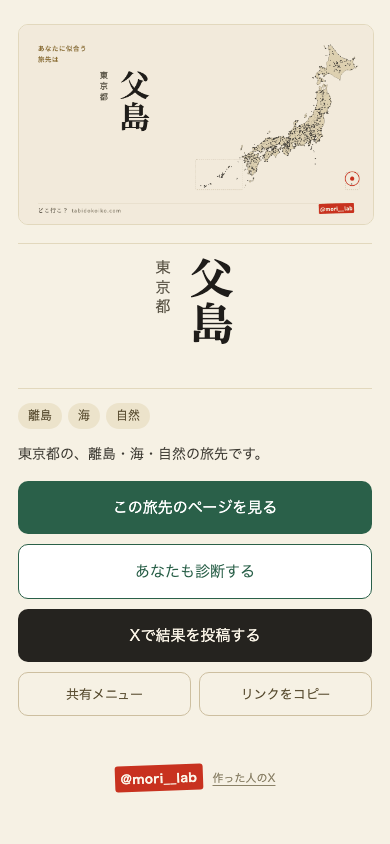 あなたに似合う
旅先は
父島
東京都
どこ行こ？ tabidokoiko.com
@mori__lab
父島
東京都
離島
海
自然
東京都の、離島・海・自然の旅先です。
この旅先のページを見る
あなたも診断する
Xで結果を投稿する
共有メニュー
リンクをコピー
@mori__lab
作った人のX